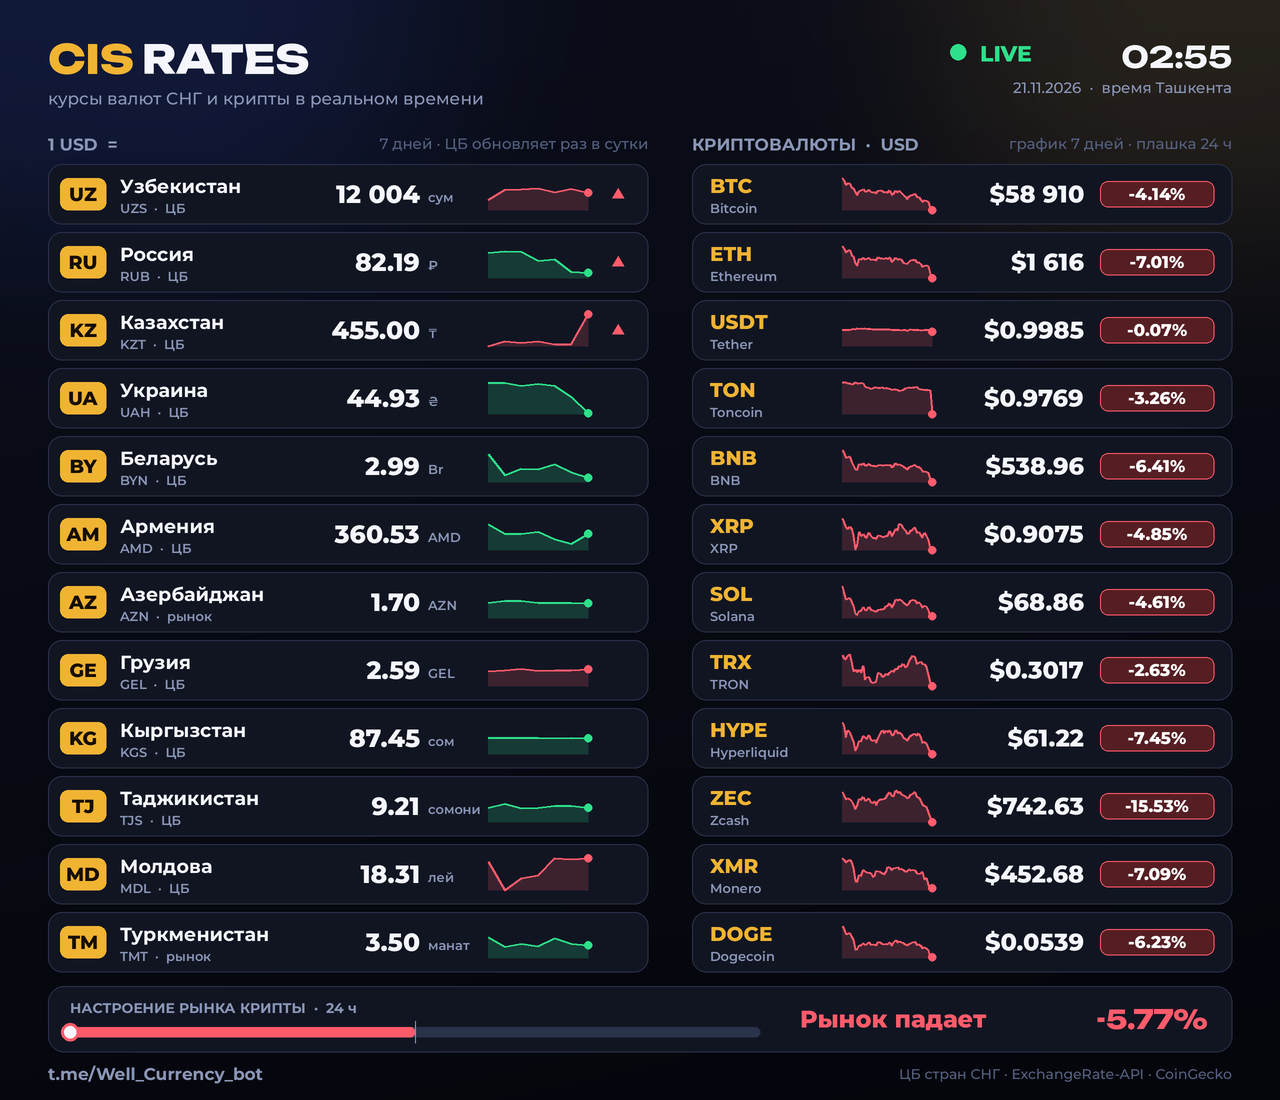 CIS RATES
курсы валют СНГ и крипты в реальном времени
LIVE
02:55
21.11.2026 · время Ташкента
1 USD =
7 дней · ЦБ обновляет раз в сутки
UZ Узбекистан 12 004 сум
UZS · ЦБ
RU Россия 82.19 ₽
RUB · ЦБ
KZ Казахстан 455.00 ₸
KZT · ЦБ
UA Украина 44.93 ₴
UAH · ЦБ
BY Беларусь 2.99 Br
BYN · ЦБ
AM Армения 360.53 AMD
AMD · ЦБ
AZ Азербайджан 1.70 AZN
AZN · рынок
GE Грузия 2.59 GEL
GEL · ЦБ
KG Кыргызстан 87.45 сом
KGS · ЦБ
TJ Таджикистан 9.21 сомони
TJS · ЦБ
MD Молдова 18.31 лей
MDL · ЦБ
TM Туркменистан 3.50 манат
TMT · рынок
КРИПТОВАЛЮТЫ · USD
график 7 дней · плашка 24 ч
BTC $58 910 -4.14%
Bitcoin
ETH $1 616 -7.01%
Ethereum
USDT $0.9985 -0.07%
Tether
TON $0.9769 -3.26%
Toncoin
BNB $538.96 -6.41%
BNB
XRP $0.9075 -4.85%
XRP
SOL $68.86 -4.61%
Solana
TRX $0.3017 -2.63%
TRON
HYPE $61.22 -7.45%
Hyperliquid
ZEC $742.63 -15.53%
Zcash
XMR $452.68 -7.09%
Monero
DOGE $0.0539 -6.23%
Dogecoin
НАСТРОЕНИЕ РЫНКА КРИПТЫ · 24 ч
Рынок падает
-5.77%
t.me/Well_Currency_bot
ЦБ стран СНГ · ExchangeRate-API · CoinGecko